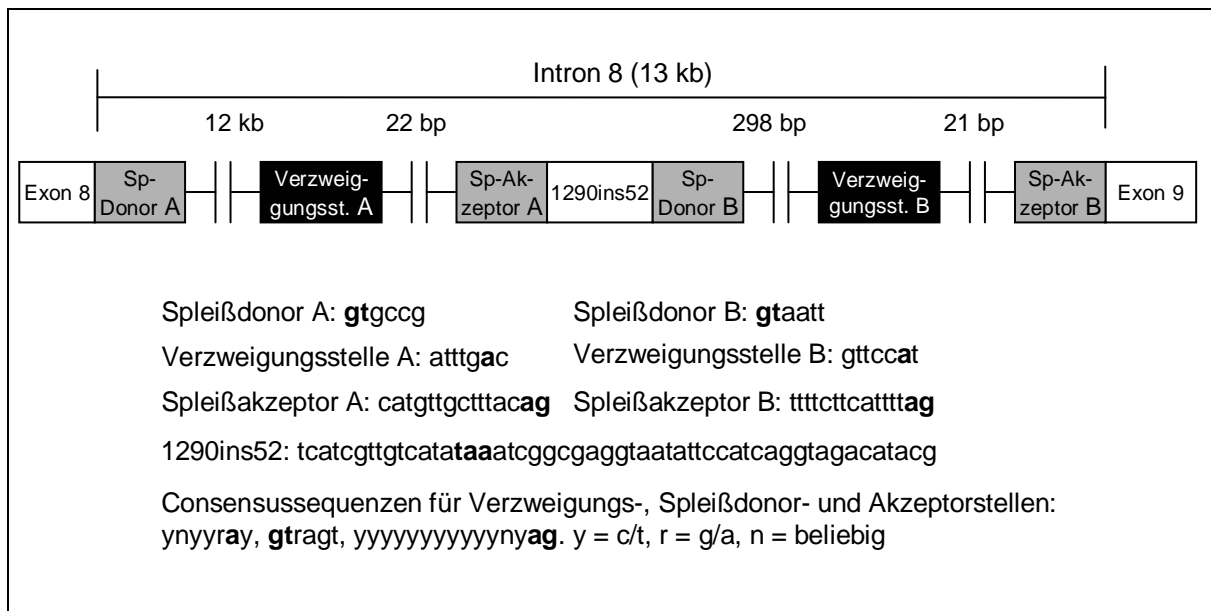 Intron 8 (13 kb)
12 kb 22 bp 298 bp 21 bp
Exon 8 Sp-Donor A Verzweig-gungsst. A Sp-Ak-zeptor A 1290ins52 Sp-Donor B Verzweig-gungsst. B Sp-Ak-zeptor B Exon 9
Spleißdonor A: gtgccg Spleißdonor B: gtaatt
Verzweigungsstelle A: atttgac Verzweigungsstelle B: gttccat
Spleißakzeptor A: catgttgctttacag Spleißakzeptor B: ttttcttcattttag
1290ins52: tcatcgttgtcatataaatcggcgaggtaatattccatcaggtagacatacg
Consensussequenzen für Verzweigungs-, Spleißdonor- und Akzeptorstellen:
ynyyray, gtragt, yyyyyyyyyyynyag. y = c/t, r = g/a, n = beliebig